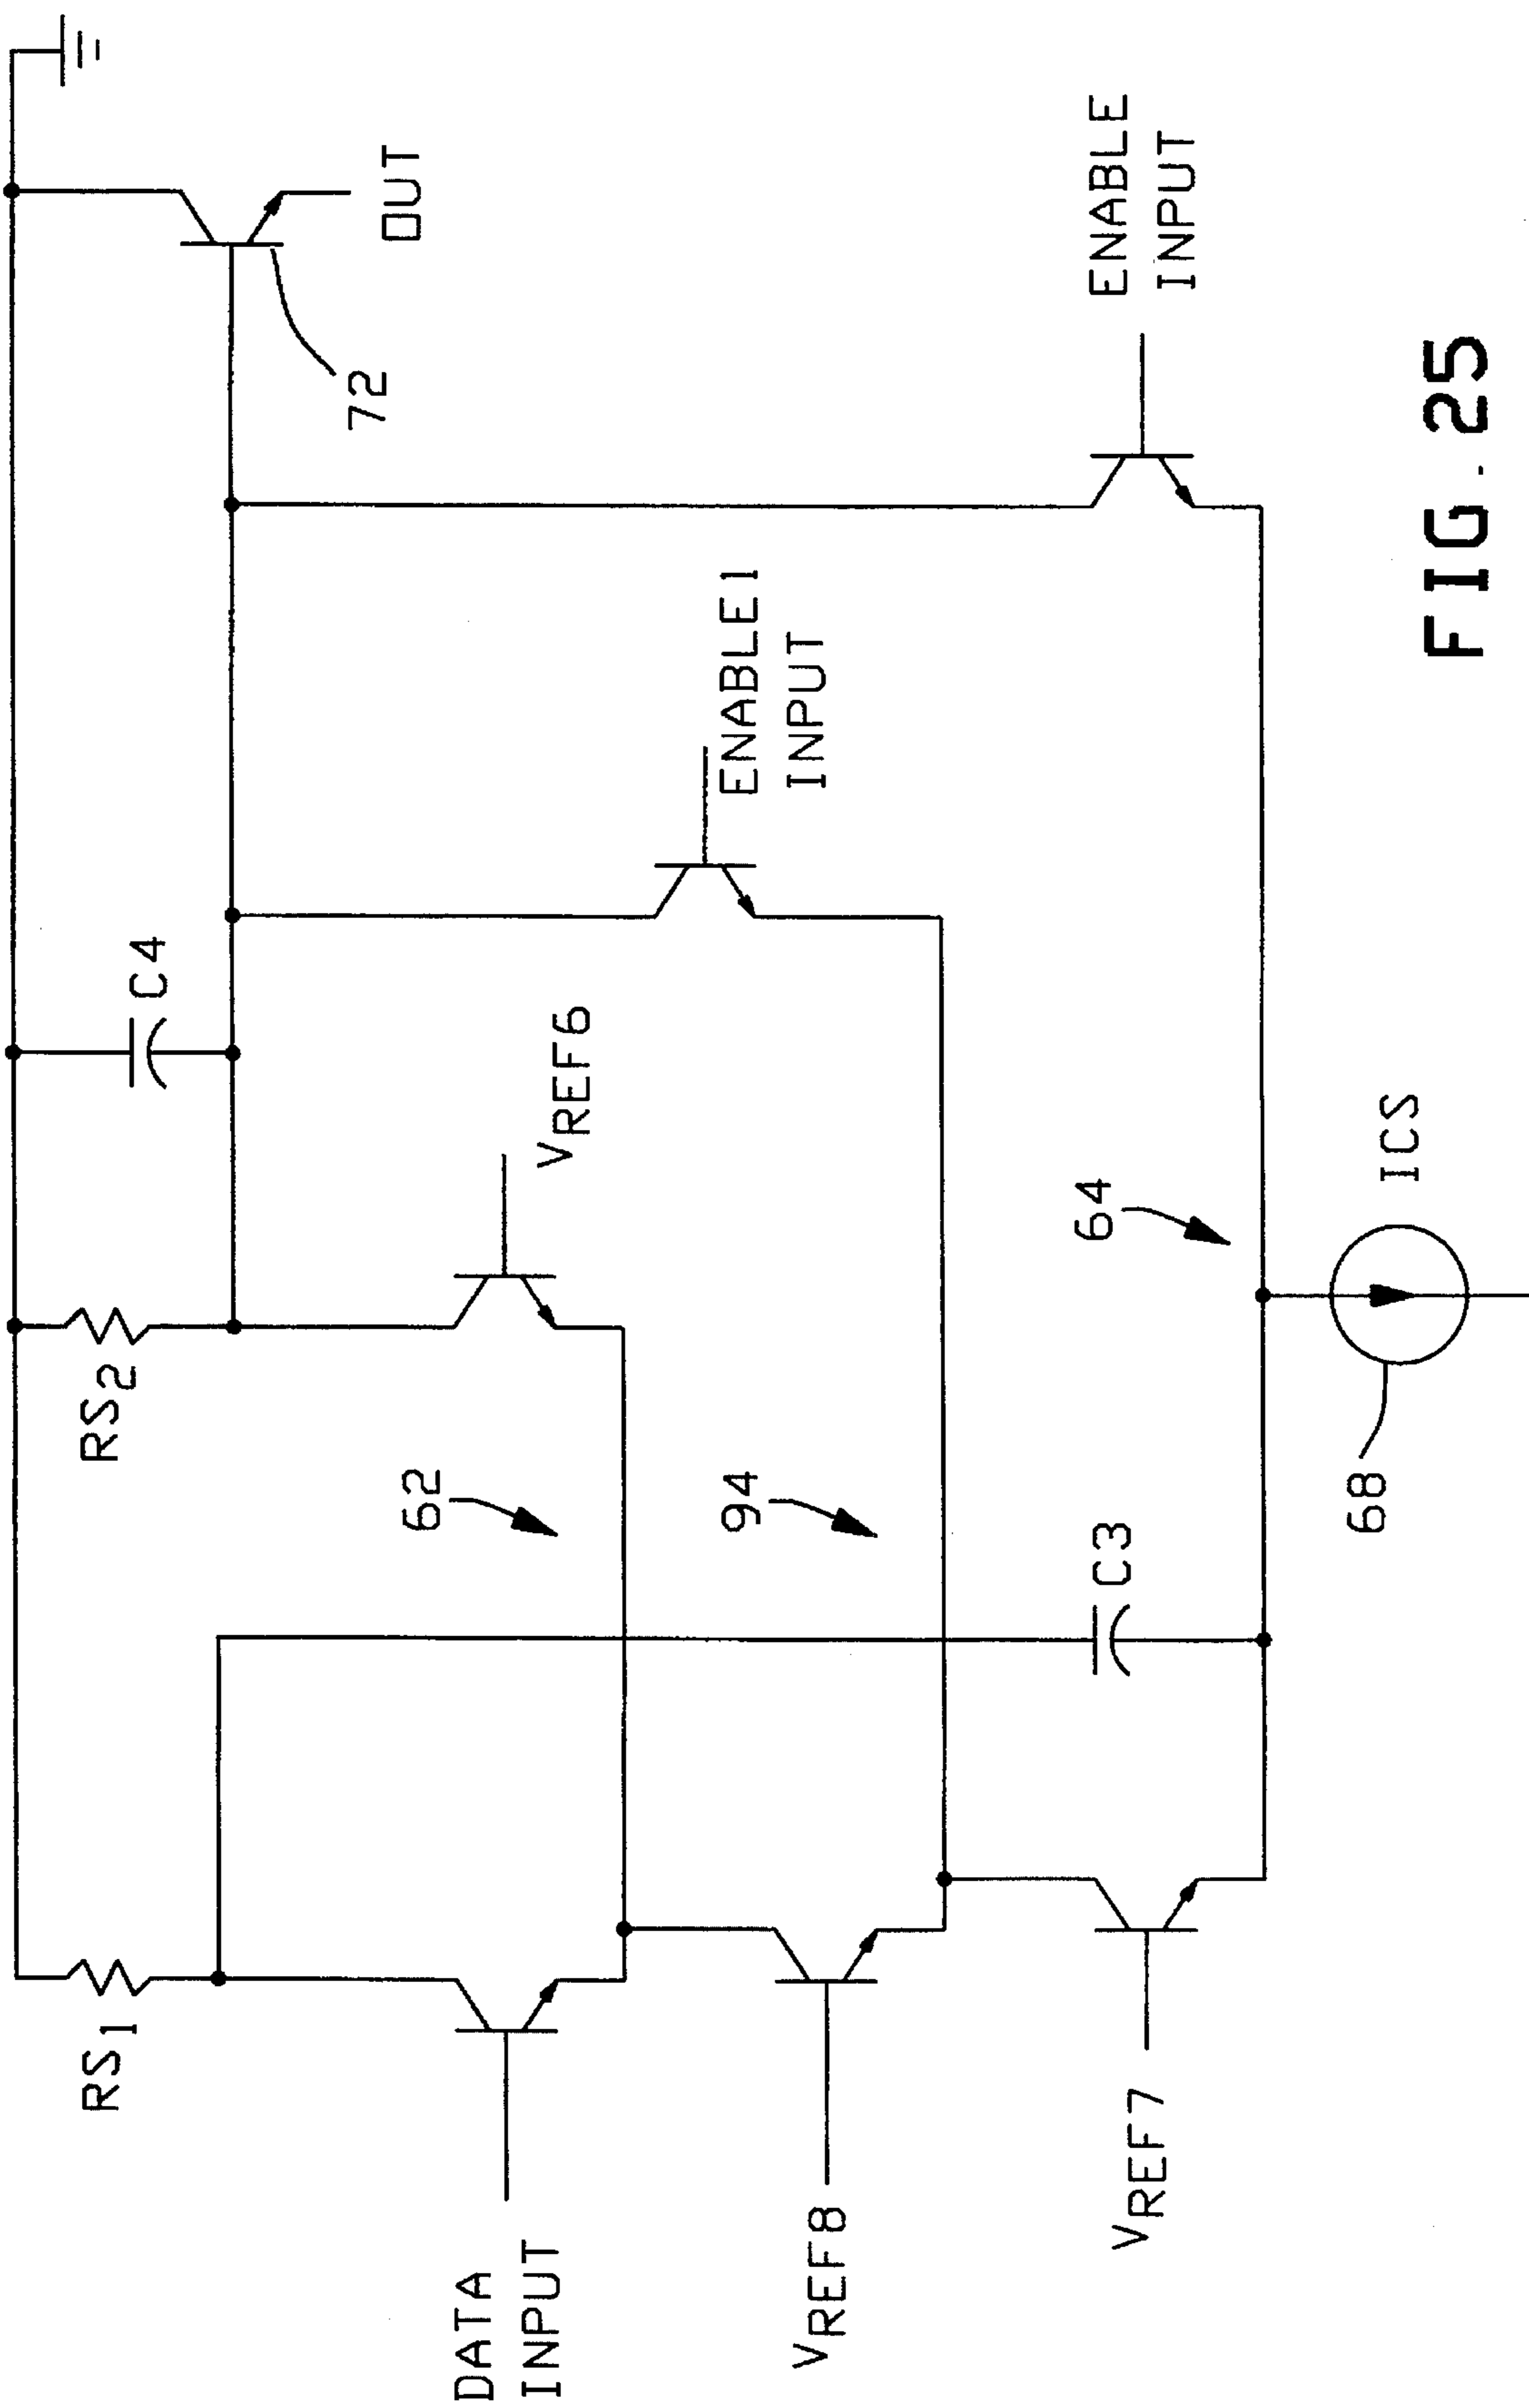 RS1
RS2
C4
OUT
72
DATA
INPUT
62
VREF6
VREF8
94
ENABLE1
INPUT
VREF7
C3
64
ENABLE
INPUT
68
ICS
FIG. 25